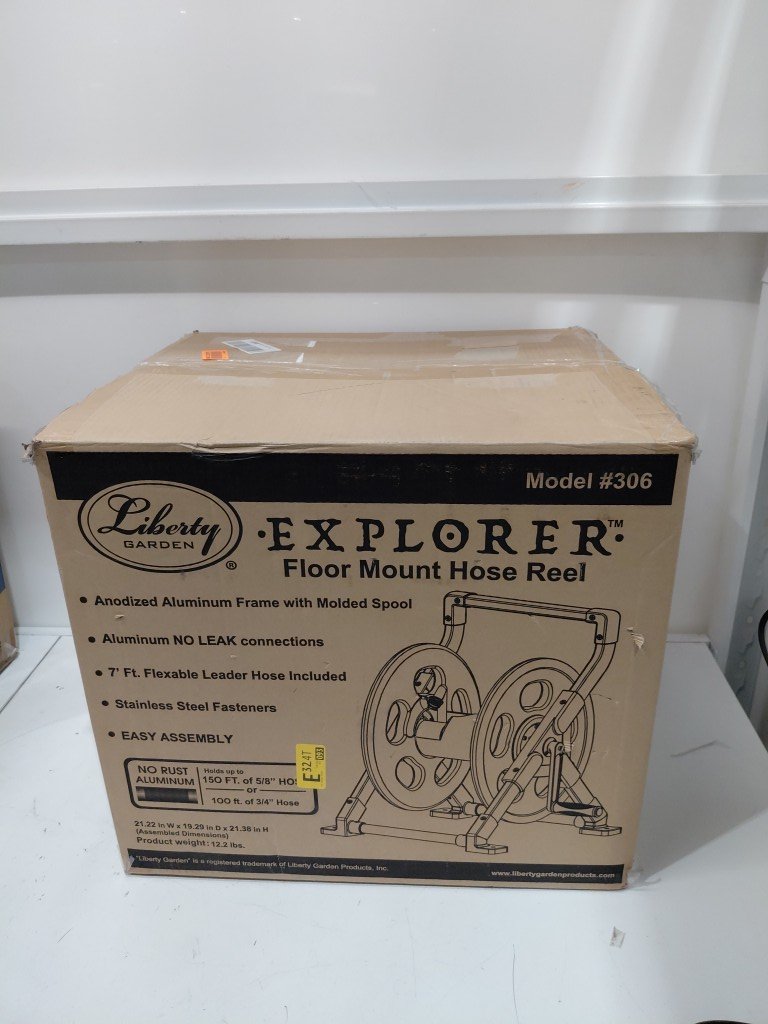 Model #306
Liberty
GARDEN
®
·EXPLORER™·
Floor Mount Hose Reel
• Anodized Aluminum Frame with Molded Spool
• Aluminum NO LEAK connections
• 7' Ft. Flexable Leader Hose Included
• Stainless Steel Fasteners
• EASY ASSEMBLY
NO RUST
ALUMINUM
Holds up to
150 FT. of 5/8" HOS
or
100 ft. of 3/4" Hose
E324T
21.22 in W x 19.29 in D x 21.38 in H
(Assembled Dimensions)
Product weight: 12.2 lbs.
"Liberty Garden" is a registered trademark of Liberty Garden Products, Inc.
www.libertygardenproducts.com